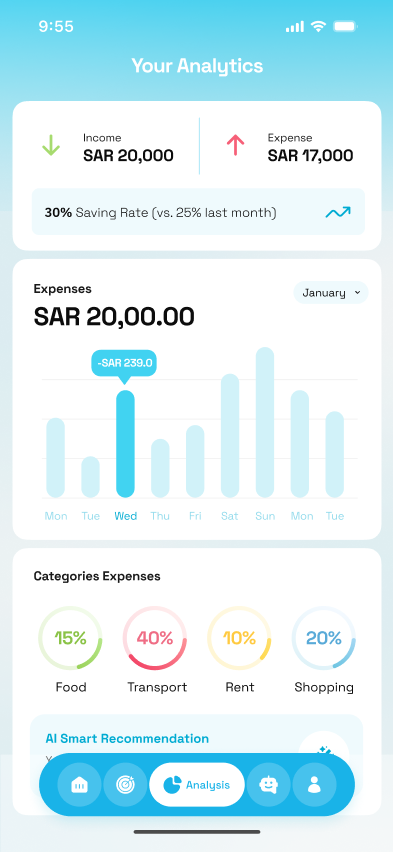 9:55
Your Analytics
Income
SAR 20,000
Expense
SAR 17,000
30% Saving Rate (vs. 25% last month)
Expenses
January
SAR 20,00.00
-SAR 239.0
Mon Tue Wed Thu Fri Sat Sun Mon Tue
Categories Expenses
15% 40% 10% 20%
Food Transport Rent Shopping
AI Smart Recommendation
Analysis